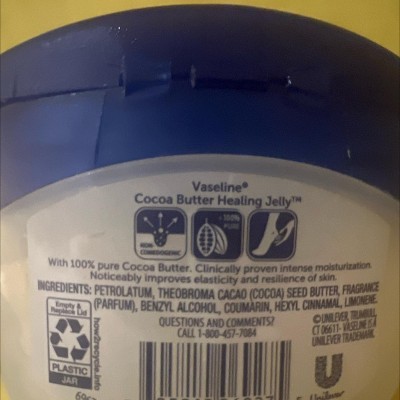 Vaseline®
Cocoa Butter Healing Jelly™
NON-COMEDOGENIC
100% PURE
With 100% pure Cocoa Butter. Clinically proven intense moisturization.
Noticeably improves elasticity and resilience of skin.
INGREDIENTS: PETROLATUM, THEOBROMA CACAO (COCOA) SEED BUTTER, FRAGRANCE
(PARFUM), BENZYL ALCOHOL, COUMARIN, HEXYL CINNAMAL, LIMONENE.
Empty &
Replace Lid
PLASTIC
JAR
how2recycle.info
QUESTIONS AND COMMENTS?
CALL 1-800-457-7084
©UNILEVER, TRUMBULL,
CT 06611- VASELINE IS A
UNILEVER TRADEMARK.
U
Unilever